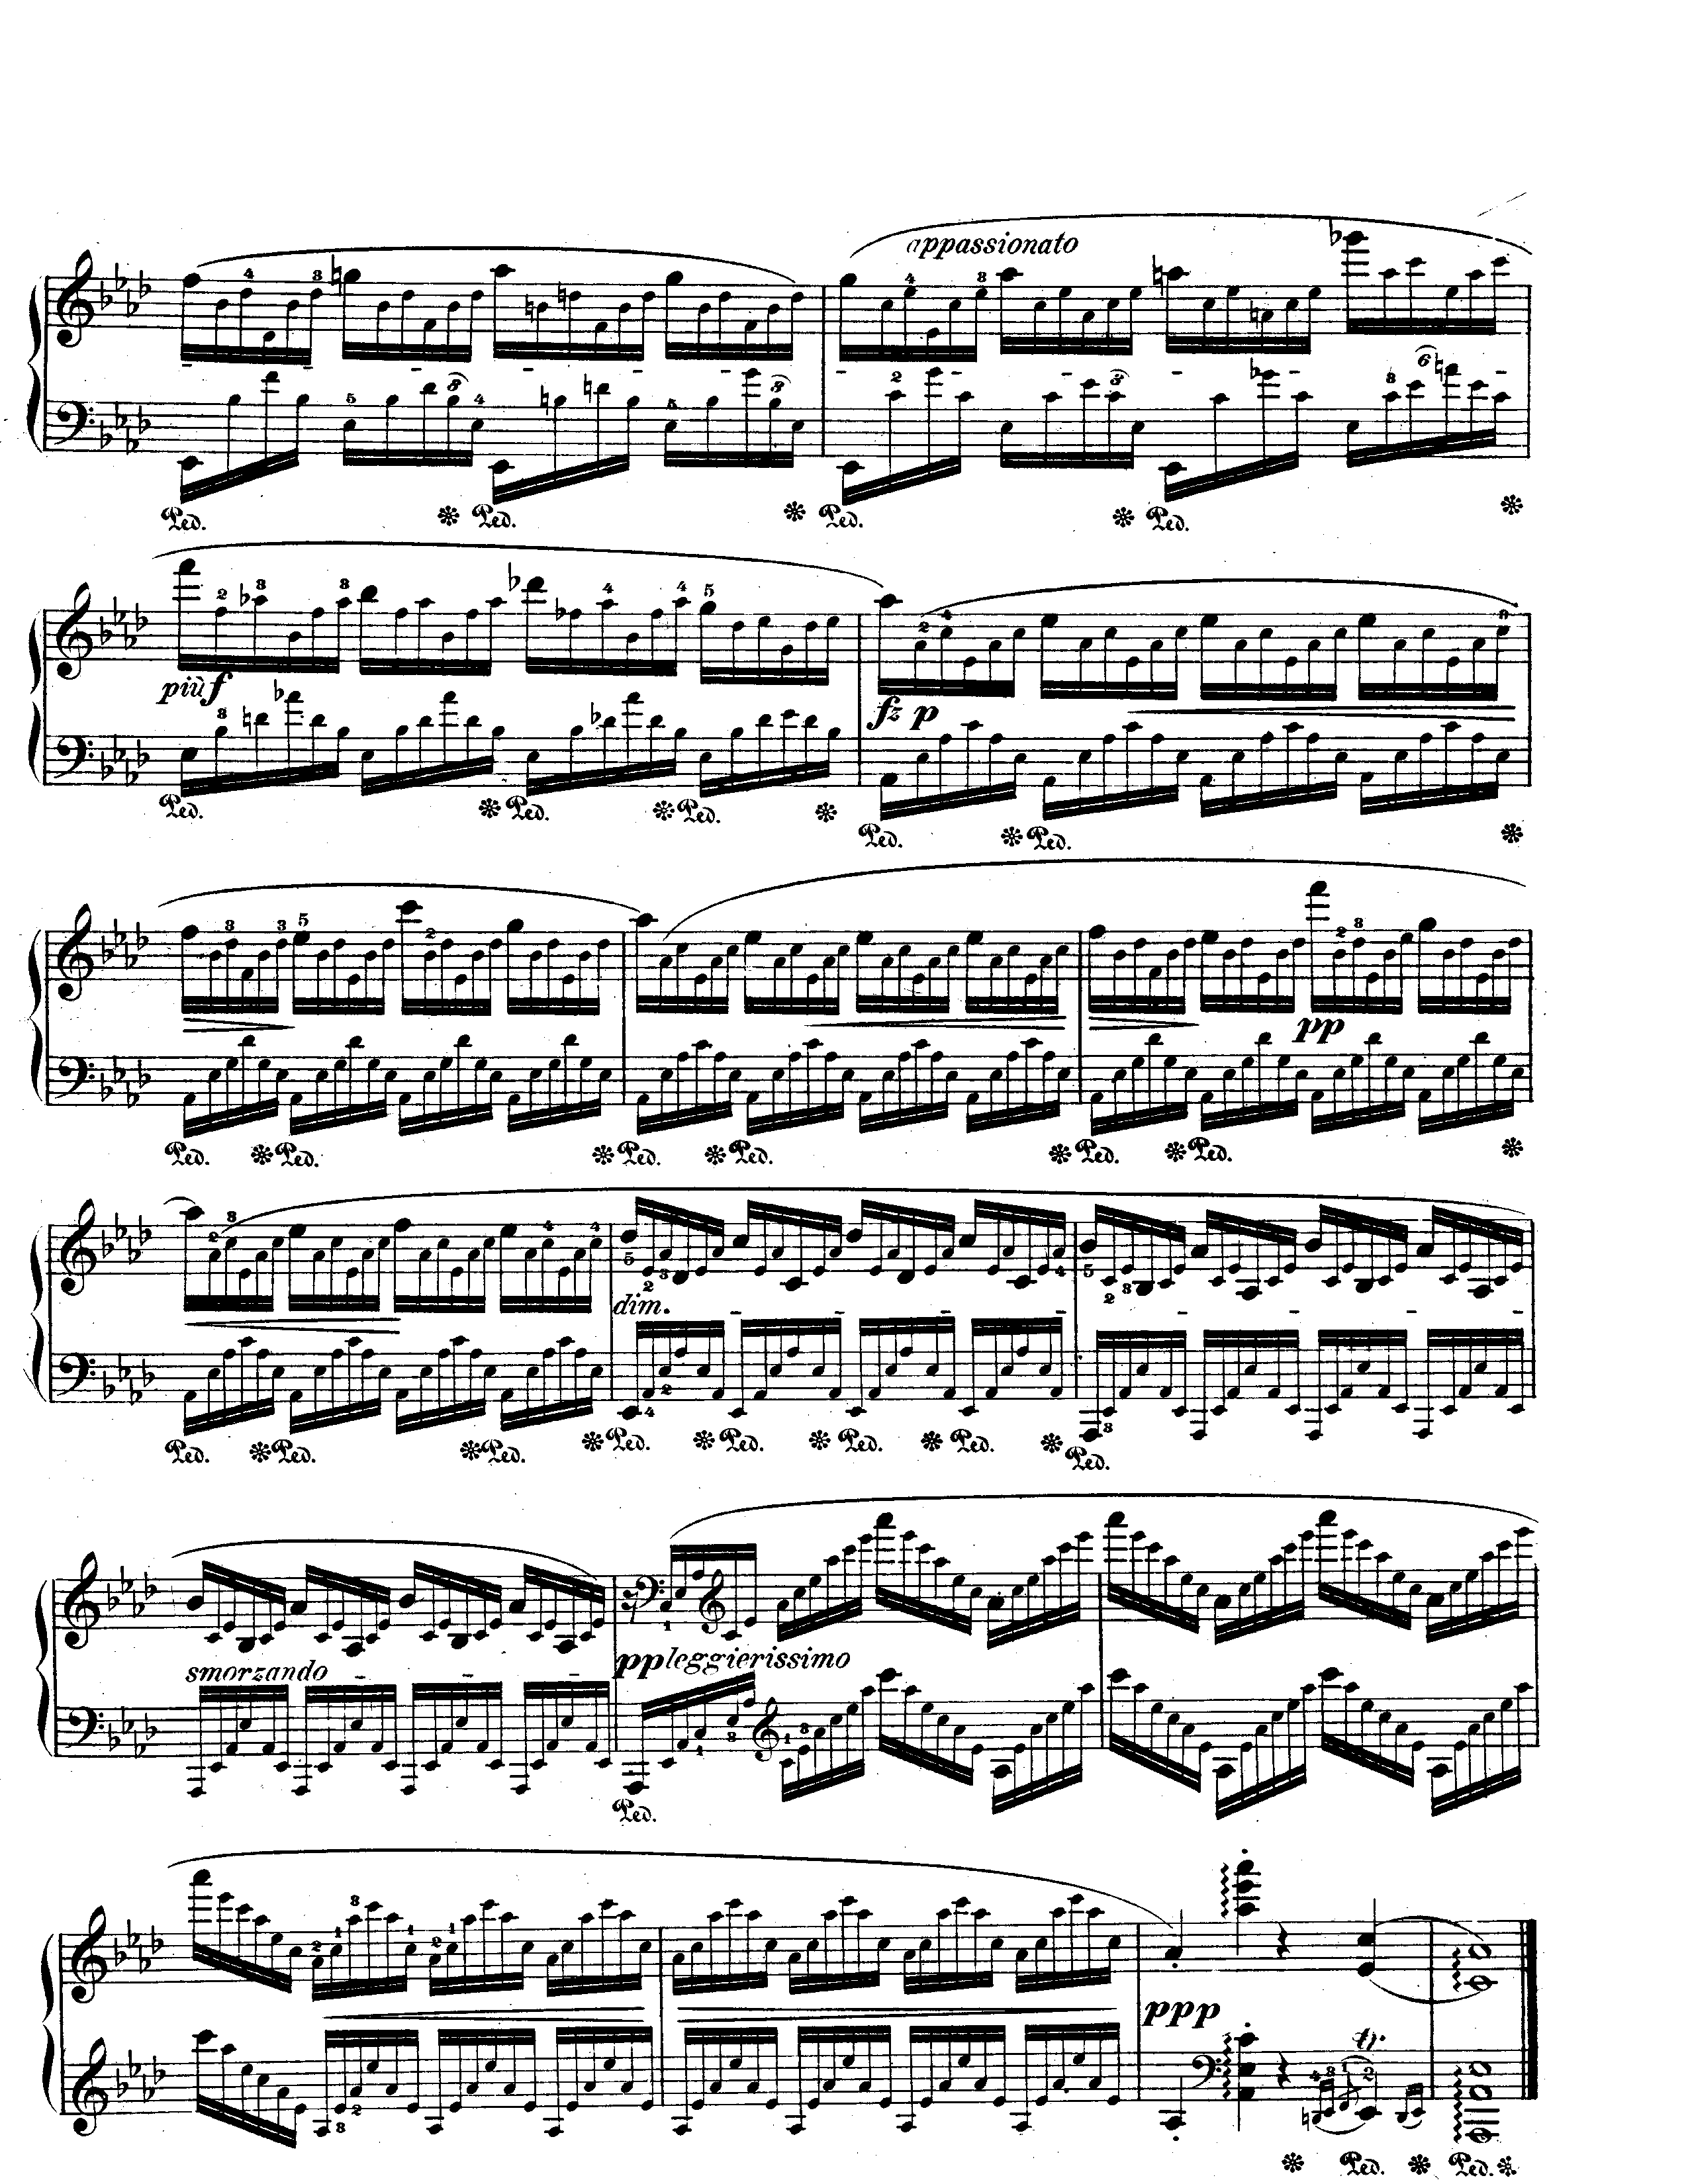 appassionato
Ped. Ped. Ped. Ped.
più f fz p
Ped. Ped. Ped. Ped. Ped.
pp
Ped. Ped. Ped. Ped. Ped. Ped.
dim.
Ped. Ped. Ped. Ped. Ped. Ped. Ped. Ped.
smorzando pp leggierissimo
Ped.
ppp
Ped. Ped.